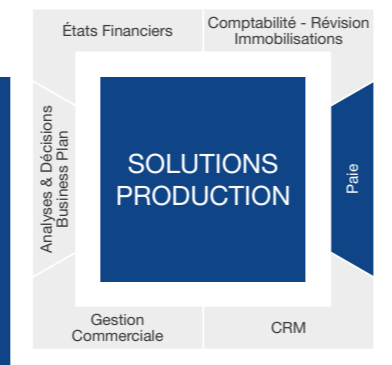 États Financiers
Comptabilité - Révision
Immobilisations
Analyses & Décisions
Business Plan
SOLUTIONS
PRODUCTION
Paie
Gestion
Commerciale
CRM